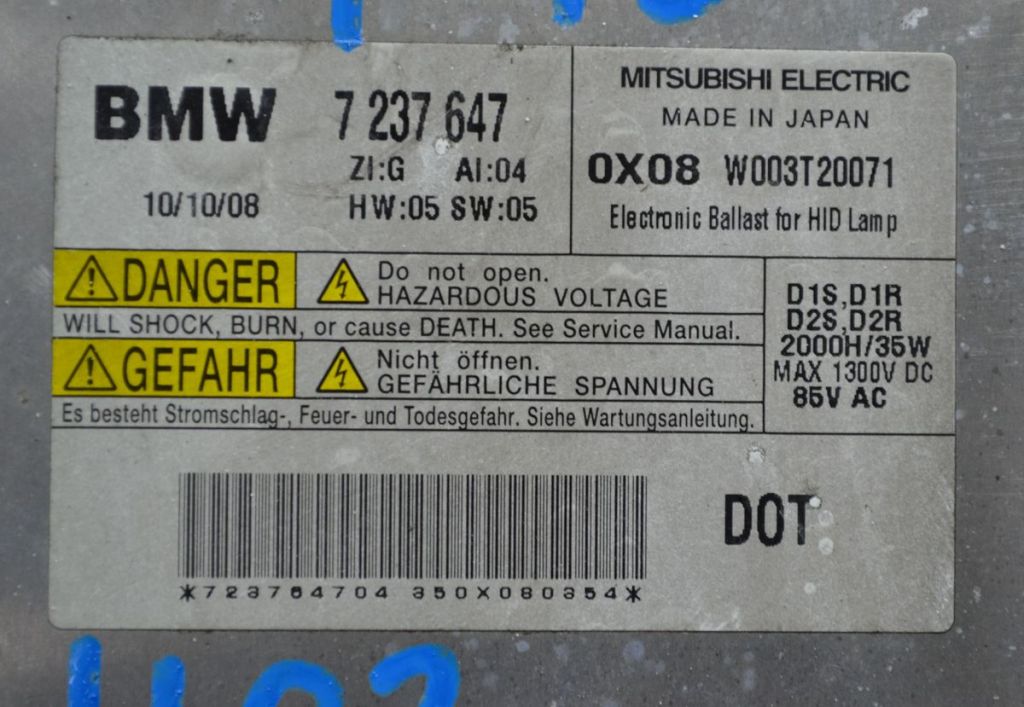 BMW 7 237 647
ZI:G AI:04
10/10/08 HW:05 SW:05
MITSUBISHI ELECTRIC
MADE IN JAPAN
0X08 W003T20071
Electronic Ballast for HID Lamp
DANGER
Do not open.
HAZARDOUS VOLTAGE
WILL SHOCK, BURN, or cause DEATH. See Service Manual.
GEFAHR
Nicht öffnen.
GEFÄHRLICHE SPANNUNG
Es besteht Stromschlag-, Feuer- und Todesgefahr. Siehe Wartungsanleitung.
D1S,D1R
D2S,D2R
2000H/35W
MAX 1300V DC
85V AC
DOT
*723764704 350X080354*